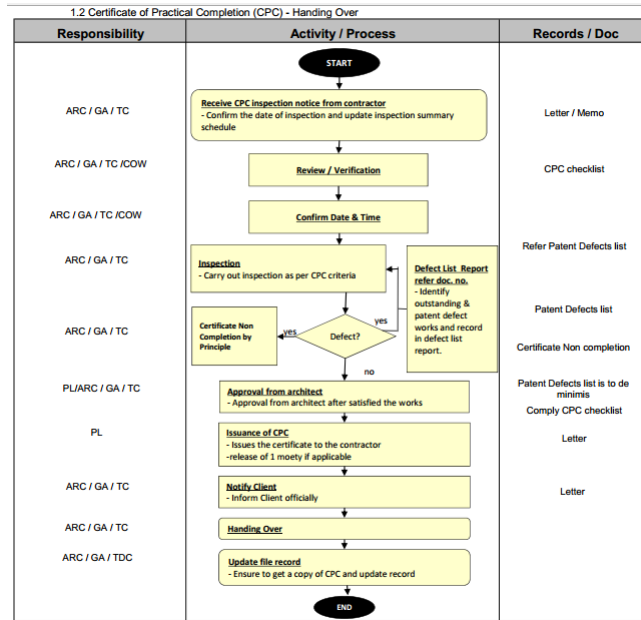 1.2 Certificate of Practical Completion (CPC) - Handing Over
Responsibility
Activity / Process
Records / Doc
START
ARC / GA / TC
Receive CPC inspection notice from contractor
- Confirm the date of inspection and update inspection summary
schedule
Letter / Memo
ARC / GA / TC /COW
Review / Verification
CPC checklist
ARC / GA / TC /COW
Confirm Date & Time
Refer Patent Defects list
ARC / GA / TC
Inspection
- Carry out inspection as per CPC criteria
Defect List Report
refer doc. no.
- Identify
outstanding &
patent defect
works and record
in defect list
report.
Patent Defects list
ARC / GA / TC
Certificate Non
Completion by
Principle
yes
Defect?
yes
no
Certificate Non completion
PL/ARC / GA / TC
Approval from architect
- Approval from architect after satisfied the works
Patent Defects list is to de
minimis
Comply CPC checklist
PL
Issuance of CPC
- Issues the certificate to the contractor
-release of 1 moety if applicable
Letter
ARC / GA / TC
Notify Client
- Inform Client officially
Letter
ARC / GA / TC
Handing Over
ARC / GA / TDC
Update file record
- Ensure to get a copy of CPC and update record
END